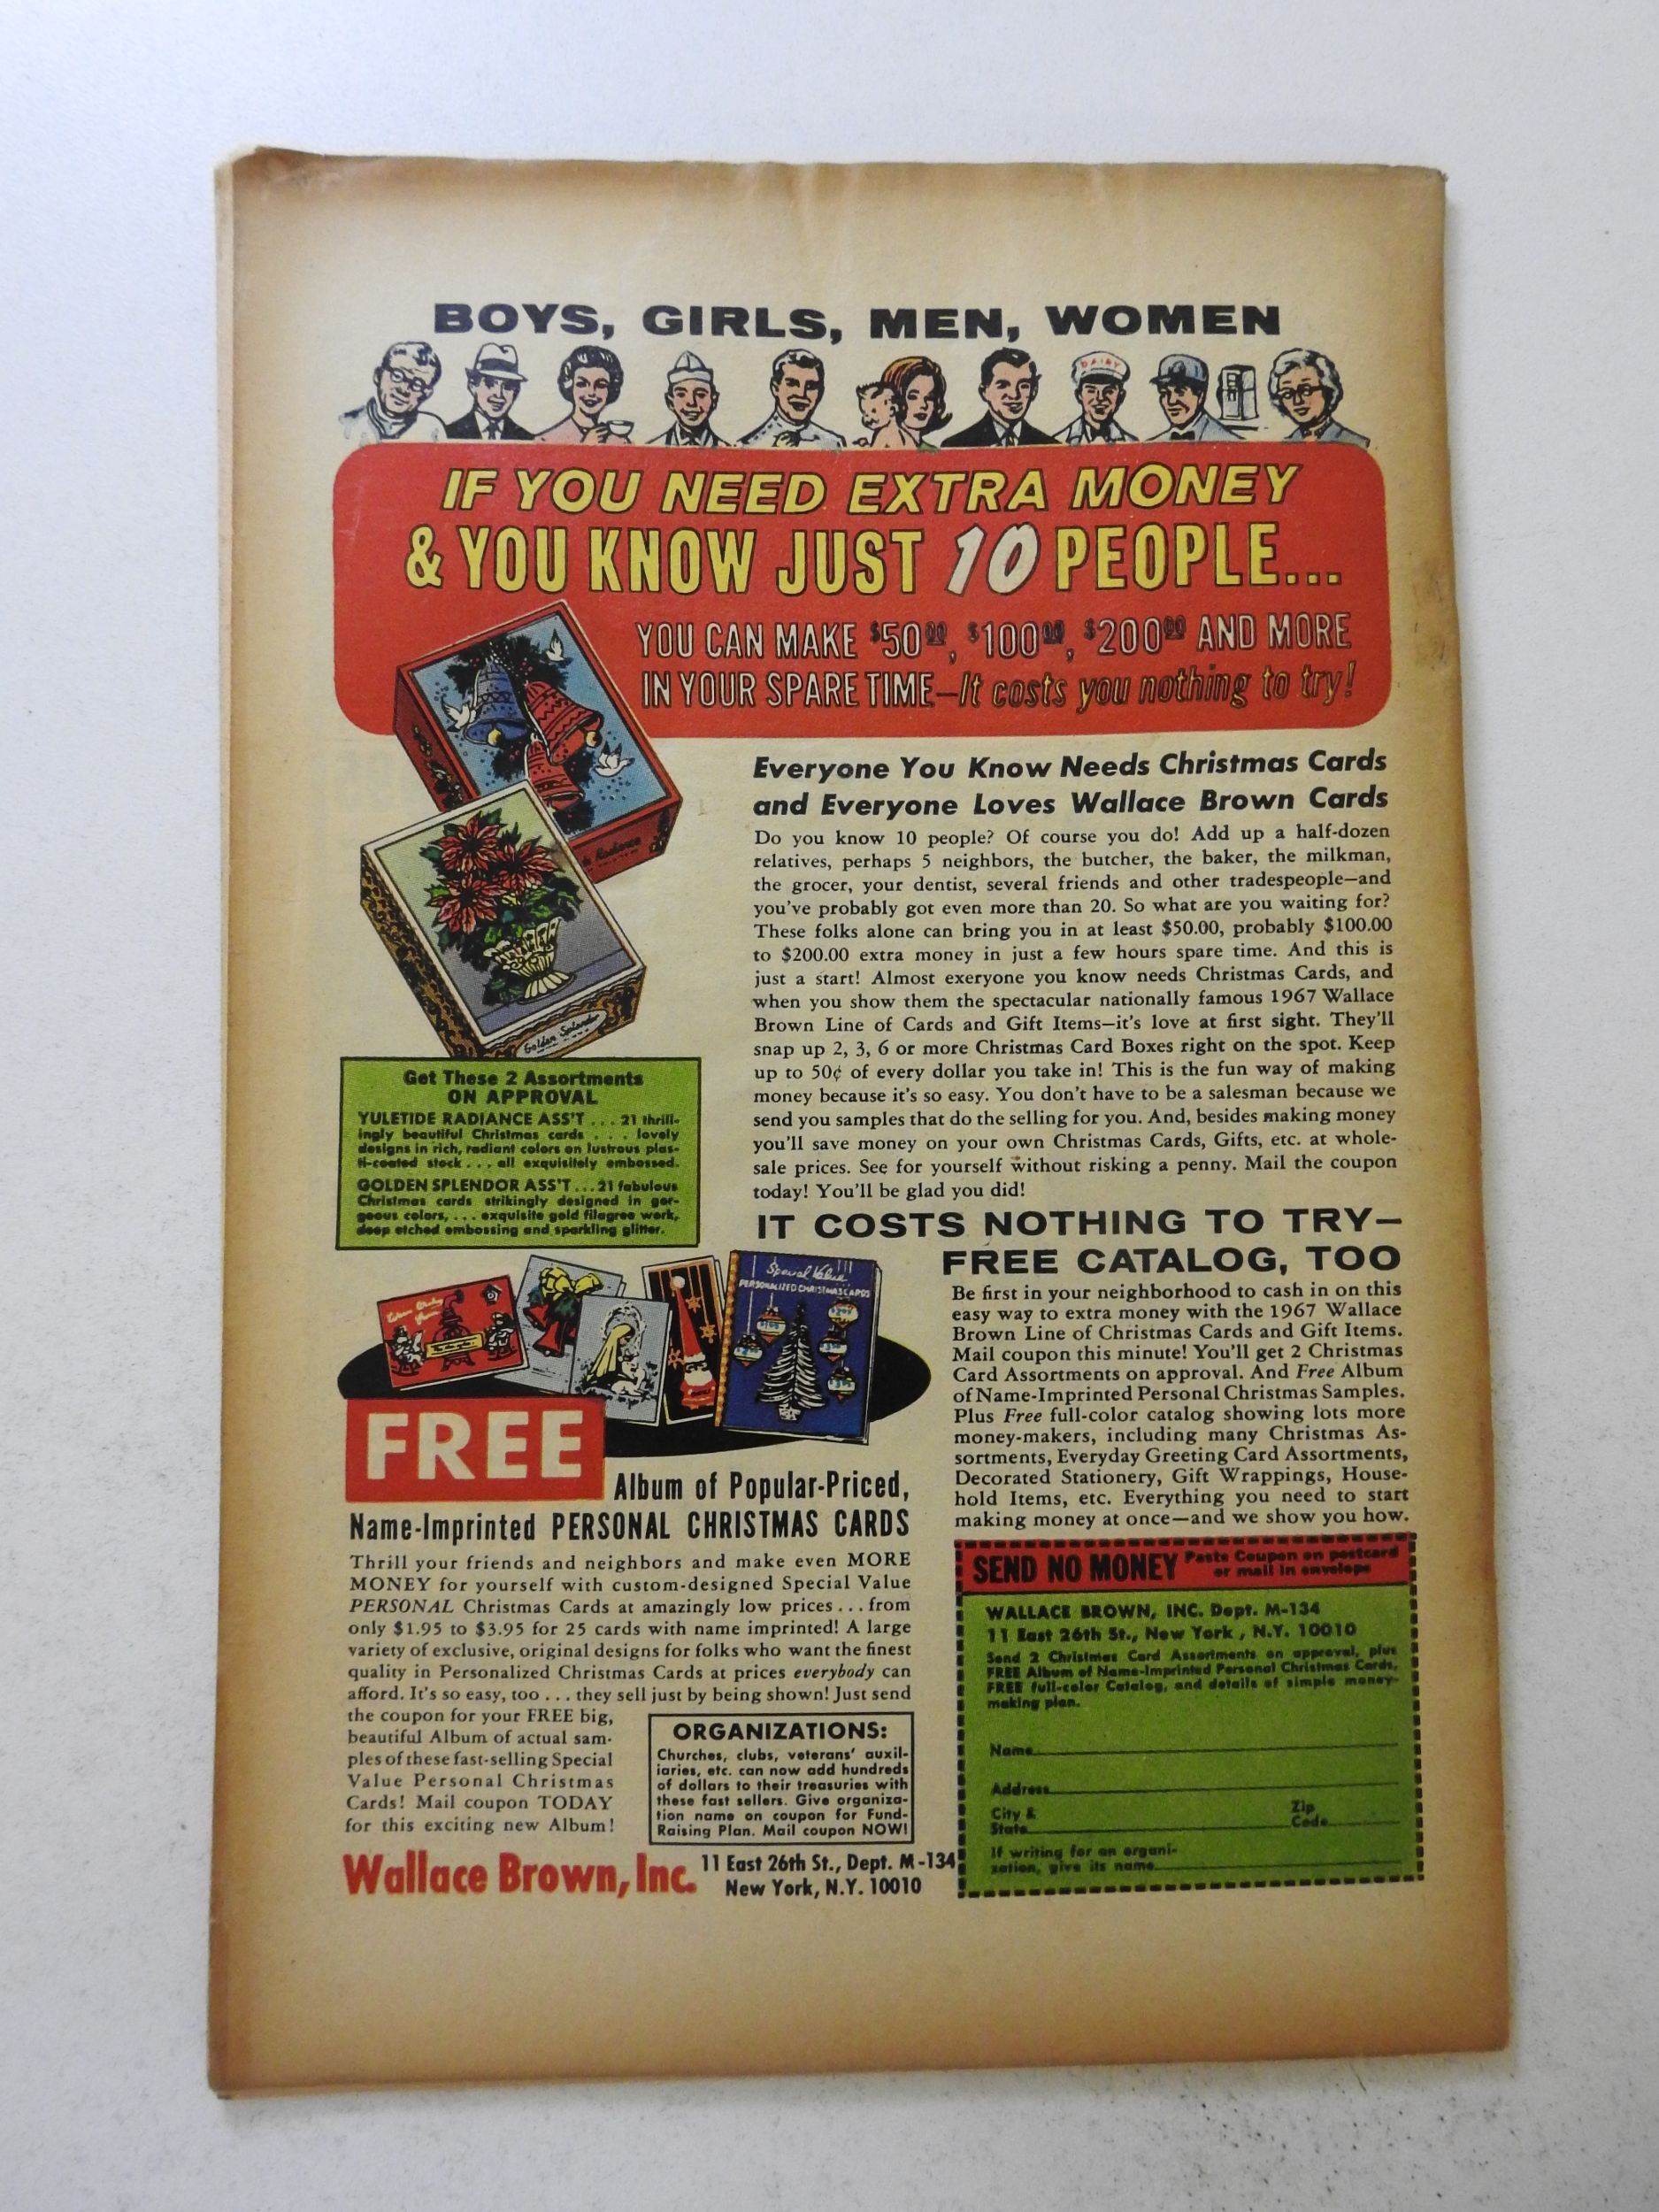 BOYS, GIRLS, MEN, WOMEN
DAIRY
IF YOU NEED EXTRA MONEY
& YOU KNOW JUST 10 PEOPLE...
YOU CAN MAKE $50.00, $100.00, $200.00 AND MORE
IN YOUR SPARE TIME—It costs you nothing to try!
Radiance
Golden Splendor
Get These 2 Assortments
ON APPROVAL
YULETIDE RADIANCE ASS'T . . . 21 thrill-
ingly beautiful Christmas cards . . . lovely
designs in rich, radiant colors on lustrous plas-
ti-coated stock . . . all exquisitely embossed.
GOLDEN SPLENDOR ASS'T . . . 21 fabulous
Christmas cards strikingly designed in gor-
geous colors, . . . exquisite gold filagree work,
deep etched embossing and sparkling glitter.
Everyone You Know Needs Christmas Cards
and Everyone Loves Wallace Brown Cards
Do you know 10 people? Of course you do! Add up a half-dozen
relatives, perhaps 5 neighbors, the butcher, the baker, the milkman,
the grocer, your dentist, several friends and other tradespeople—and
you've probably got even more than 20. So what are you waiting for?
These folks alone can bring you in at least $50.00, probably $100.00
to $200.00 extra money in just a few hours spare time. And this is
just a start! Almost exeryone you know needs Christmas Cards, and
when you show them the spectacular nationally famous 1967 Wallace
Brown Line of Cards and Gift Items—it's love at first sight. They'll
snap up 2, 3, 6 or more Christmas Card Boxes right on the spot. Keep
up to 50¢ of every dollar you take in! This is the fun way of making
money because it's so easy. You don't have to be a salesman because we
send you samples that do the selling for you. And, besides making money
you'll save money on your own Christmas Cards, Gifts, etc. at whole-
sale prices. See for yourself without risking a penny. Mail the coupon
today! You'll be glad you did!
IT COSTS NOTHING TO TRY—
FREE CATALOG, TOO
Be first in your neighborhood to cash in on this
easy way to extra money with the 1967 Wallace
Brown Line of Christmas Cards and Gift Items.
Mail coupon this minute! You'll get 2 Christmas
Card Assortments on approval. And Free Album
of Name-Imprinted Personal Christmas Samples.
Plus Free full-color catalog showing lots more
money-makers, including many Christmas As-
sortments, Everyday Greeting Card Assortments,
Decorated Stationery, Gift Wrappings, House-
hold Items, etc. Everything you need to start
making money at once—and we show you how.
Special Value
PERSONALIZED CHRISTMAS CARDS
FREE
Album of Popular-Priced,
Name-Imprinted PERSONAL CHRISTMAS CARDS
Thrill your friends and neighbors and make even MORE
MONEY for yourself with custom-designed Special Value
PERSONAL Christmas Cards at amazingly low prices . . . from
only $1.95 to $3.95 for 25 cards with name imprinted! A large
variety of exclusive, original designs for folks who want the finest
quality in Personalized Christmas Cards at prices everybody can
afford. It's so easy, too . . . they sell just by being shown! Just send
the coupon for your FREE big,
beautiful Album of actual sam-
ples of these fast-selling Special
Value Personal Christmas
Cards! Mail coupon TODAY
for this exciting new Album!
ORGANIZATIONS:
Churches, clubs, veterans' auxil-
iaries, etc. can now add hundreds
of dollars to their treasuries with
these fast sellers. Give organiza-
tion name on coupon for Fund-
Raising Plan. Mail coupon NOW!
Wallace Brown, Inc. 11 East 26th St., Dept. M-134
New York, N.Y. 10010
SEND NO MONEY Paste Coupon on postcard
or mail in envelope
WALLACE BROWN, INC. Dept. M-134
11 East 26th St., New York, N.Y. 10010
Send 2 Christmas Card Assortments on approval, plus
FREE Album of Name-Imprinted Personal Christmas Cards,
FREE full-color Catalog, and details of simple money-
making plan.
Name
Address
City &
State
Zip
Code
If writing for an organi-
zation, give its name